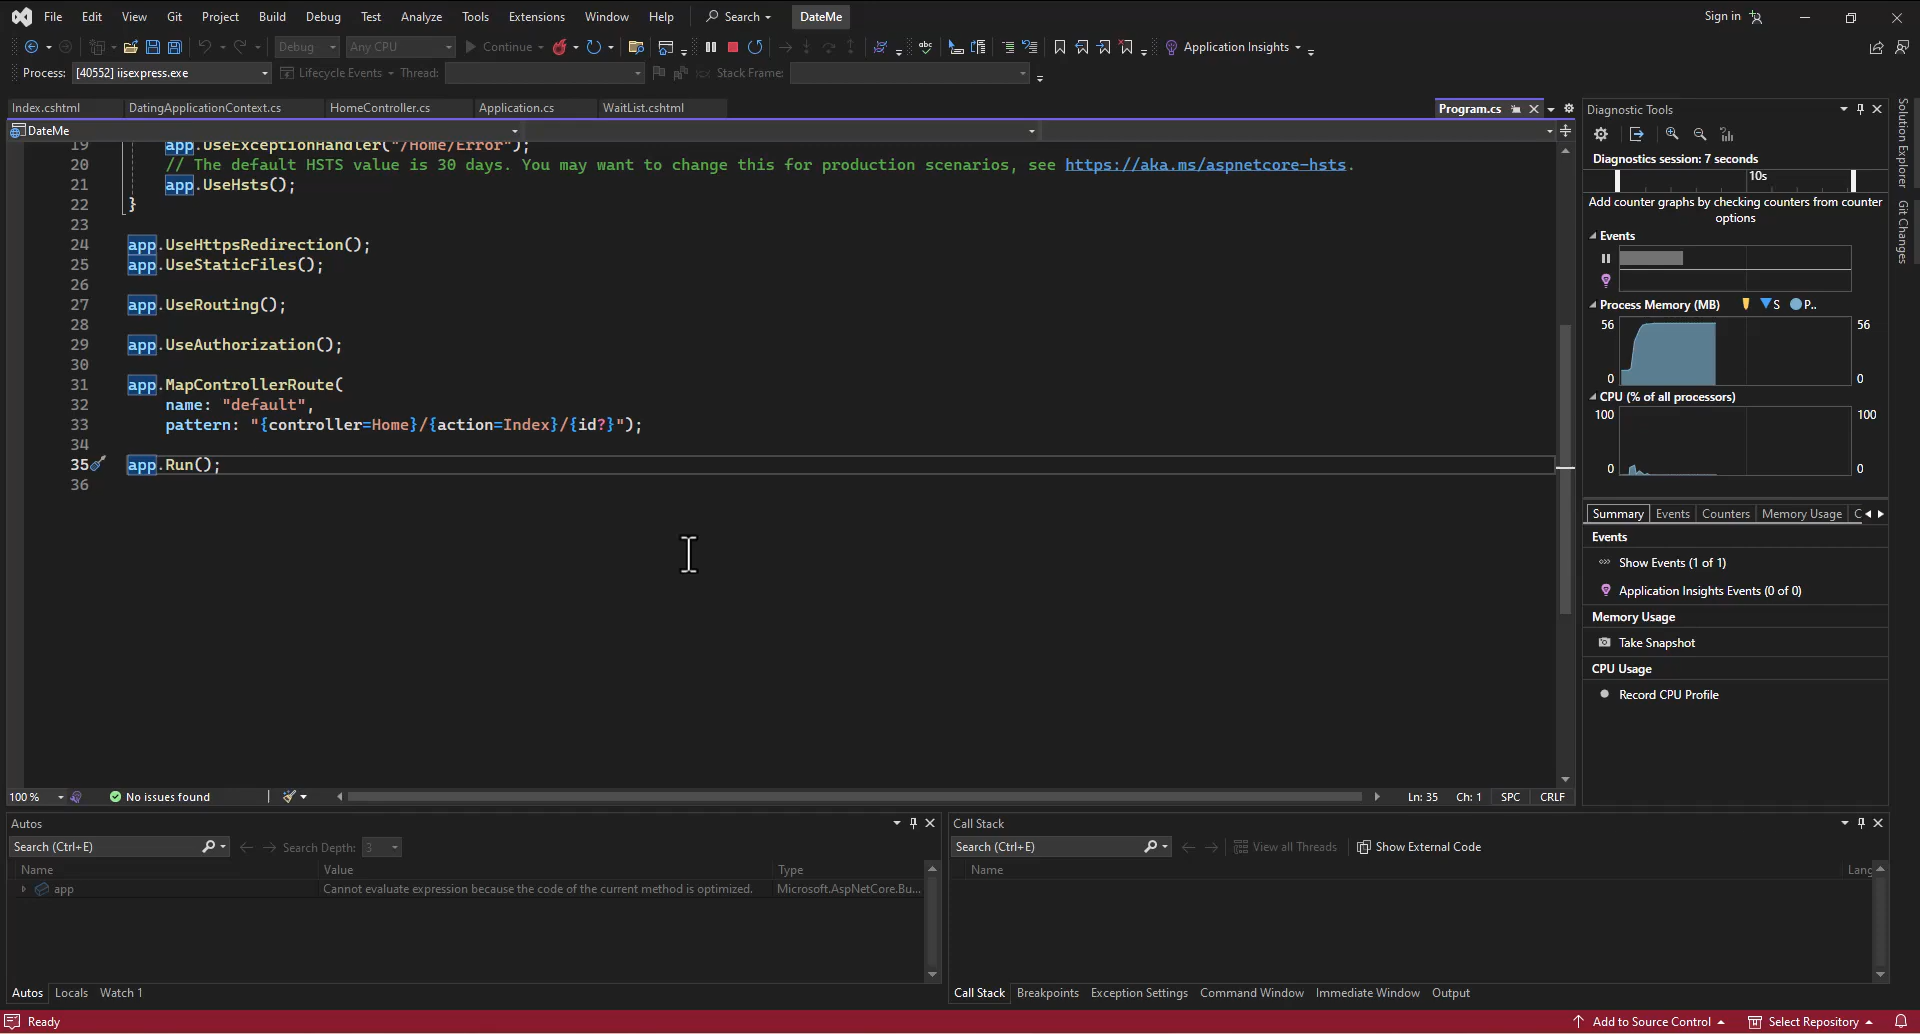 File Edit View Git Project Build Debug Test Analyze Tools Extensions Window Help Search DateMe Sign in
Debug Any CPU Continue Application Insights
Process: [40552] iisexpress.exe Lifecycle Events Thread: Stack Frame:
Index.cshtml DatingApplicationContext.cs HomeController.cs Application.cs WaitList.cshtml Program.cs
DateMe
19 app.UseExceptionHandler("/Home/Error");
20 // The default HSTS value is 30 days. You may want to change this for production scenarios, see https://aka.ms/aspnetcore-hsts.
21 app.UseHsts();
22 }
23
24 app.UseHttpsRedirection();
25 app.UseStaticFiles();
26
27 app.UseRouting();
28
29 app.UseAuthorization();
30
31 app.MapControllerRoute(
32 name: "default",
33 pattern: "{controller=Home}/{action=Index}/{id?}");
34
35 app.Run();
36
100 % No issues found Ln: 35 Ch: 1 SPC CRLF
Diagnostic Tools
Diagnostics session: 7 seconds
10s
Add counter graphs by checking counters from counter
options
Events
Process Memory (MB) S P..
56 56
0 0
CPU (% of all processors)
100 100
0 0
Summary Events Counters Memory Usage C
Events
Show Events (1 of 1)
Application Insights Events (0 of 0)
Memory Usage
Take Snapshot
CPU Usage
Record CPU Profile
Solution Explorer
Git Changes
Autos
Search (Ctrl+E) Search Depth: 3
Name Value Type
app Cannot evaluate expression because the code of the current method is optimized. Microsoft.AspNetCore.Bu...
Autos Locals Watch 1
Call Stack
Search (Ctrl+E) View all Threads Show External Code
Name Lang
Call Stack Breakpoints Exception Settings Command Window Immediate Window Output
Ready Add to Source Control Select Repository